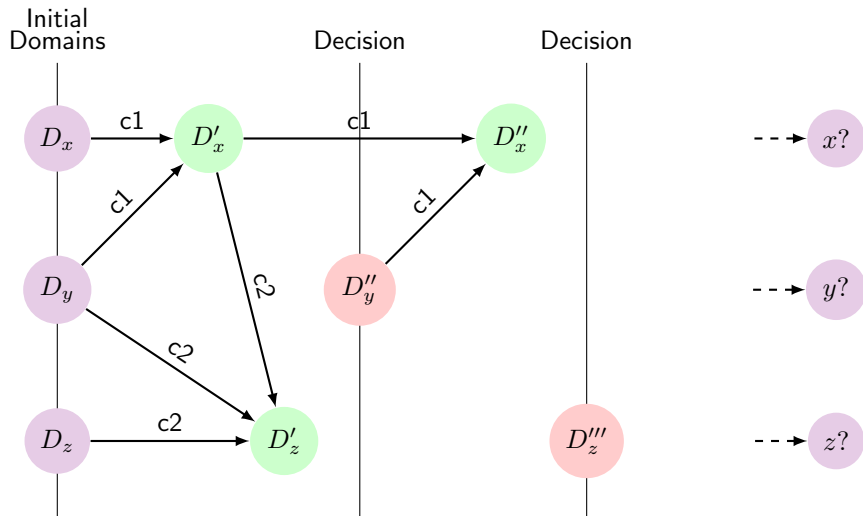 Initial
Domains
Decision
Decision
D_x
c1
D'_x
c1
D''_x
x?
c1
c1
c2
D_y
D''_y
y?
c2
D_z
c2
D'_z
D'''_z
z?